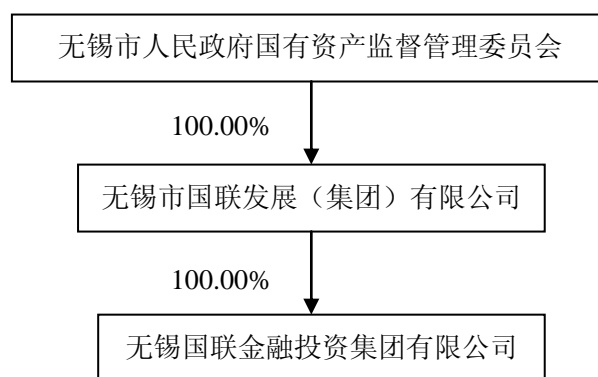 无锡市人民政府国有资产监督管理委员会
100.00%
无锡市国联发展（集团）有限公司
100.00%
无锡国联金融投资集团有限公司